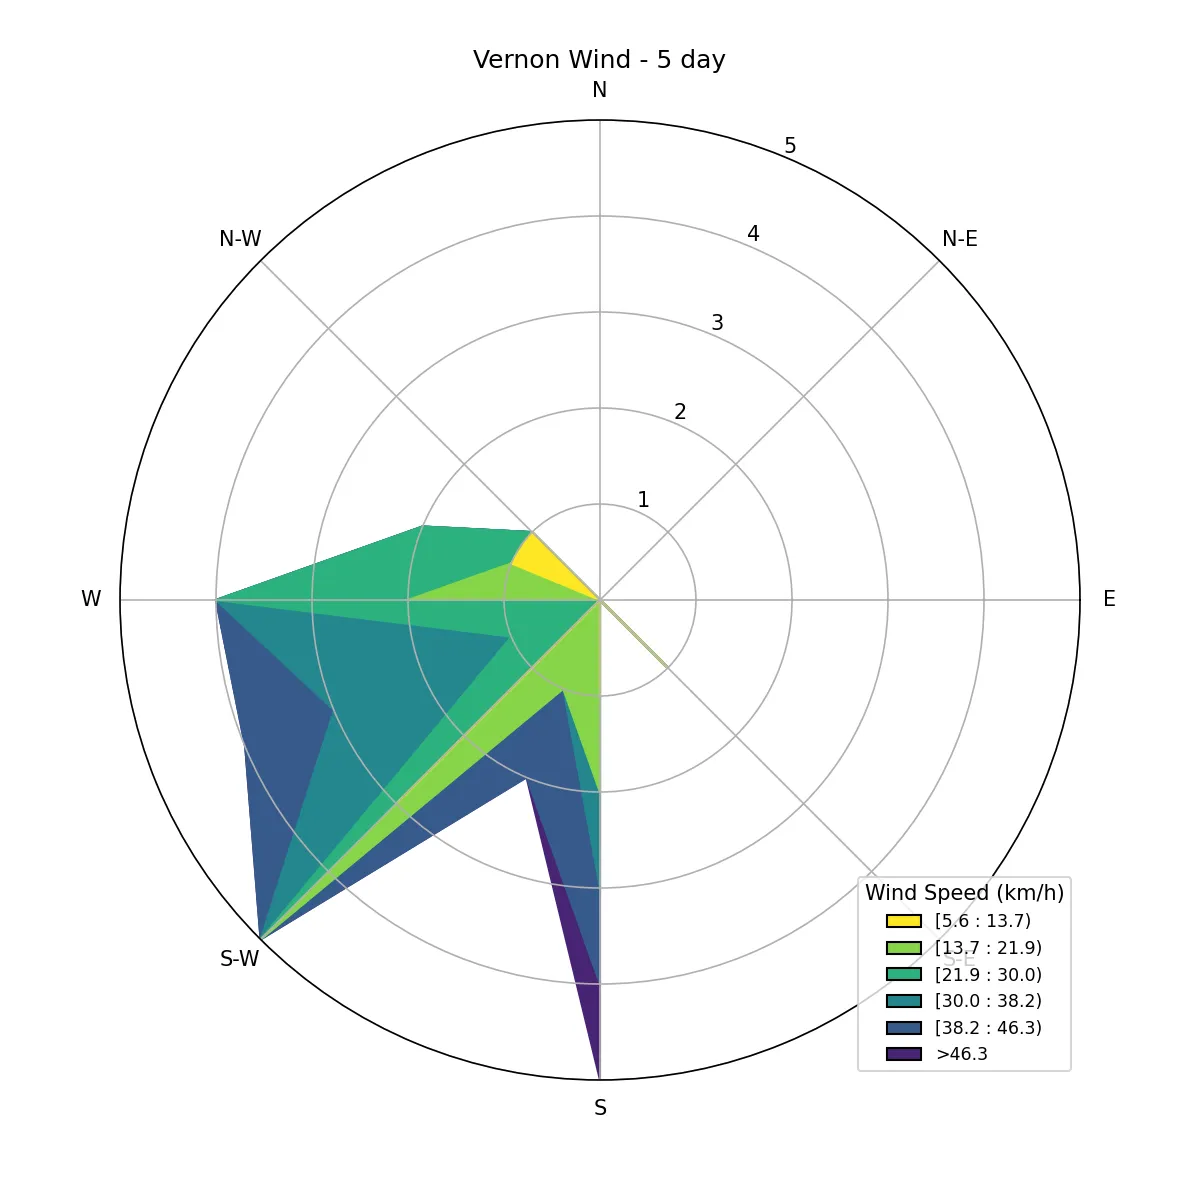 Vernon Wind - 5 day
N
5
N-W
N-E
4
3
2
1
W
E
S-W
S-E
S
Wind Speed (km/h)
[5.6 : 13.7)
[13.7 : 21.9)
[21.9 : 30.0)
[30.0 : 38.2)
[38.2 : 46.3)
>46.3